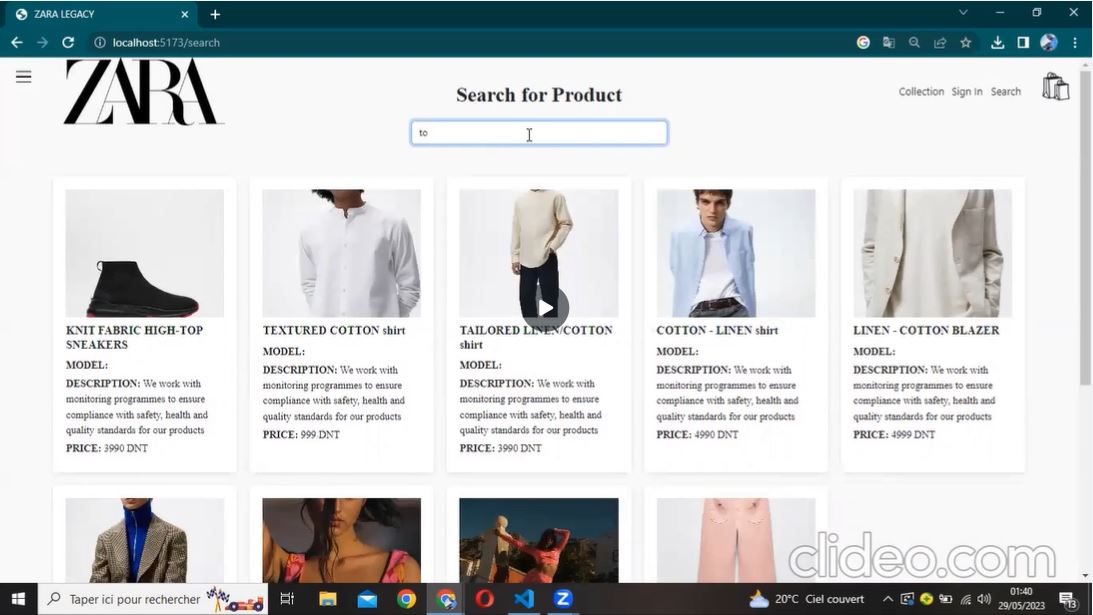 ZARA LEGACY
localhost:5173/search
ZARA
Search for Product
Collection Sign In Search
to
KNIT FABRIC HIGH-TOP
SNEAKERS
MODEL:
DESCRIPTION: We work with
monitoring programmes to ensure
compliance with safety, health and
quality standards for our products
PRICE: 3990 DNT
TEXTURED COTTON shirt
MODEL:
DESCRIPTION: We work with
monitoring programmes to ensure
compliance with safety, health and
quality standards for our products
PRICE: 999 DNT
TAILORED LINEN/COTTON
shirt
MODEL:
DESCRIPTION: We work with
monitoring programmes to ensure
compliance with safety, health and
quality standards for our products
PRICE: 3990 DNT
COTTON - LINEN shirt
MODEL:
DESCRIPTION: We work with
monitoring programmes to ensure
compliance with safety, health and
quality standards for our products
PRICE: 4990 DNT
LINEN - COTTON BLAZER
MODEL:
DESCRIPTION: We work with
monitoring programmes to ensure
compliance with safety, health and
quality standards for our products
PRICE: 4999 DNT
clideo.com
Taper ici pour rechercher
20°C Ciel couvert
01:40
29/05/2023
13